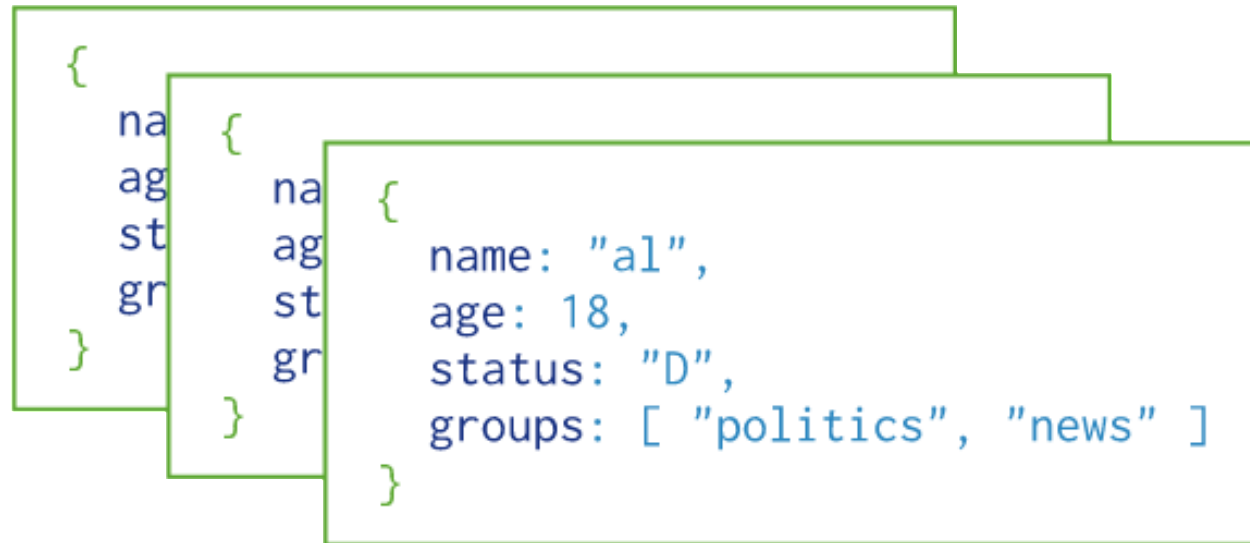 {
na
ag
st
gr
}
{
na
ag
st
gr
}
{
name: "al",
age: 18,
status: "D",
groups: [ "politics", "news" ]
}